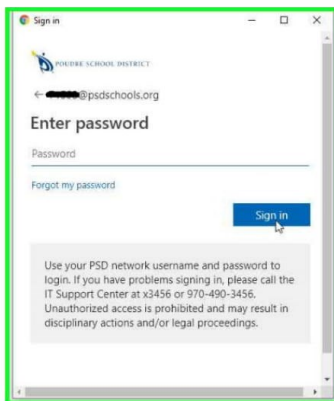 Sign in
POUDRE SCHOOL DISTRICT
@psdschools.org
Enter password
Password
Forgot my password
Sign in
Use your PSD network username and password to
login. If you have problems signing in, please call the
IT Support Center at x3456 or 970-490-
3456.
Unauthorized access is prohibited and may result in
disciplinary actions and/or legal proceedings.